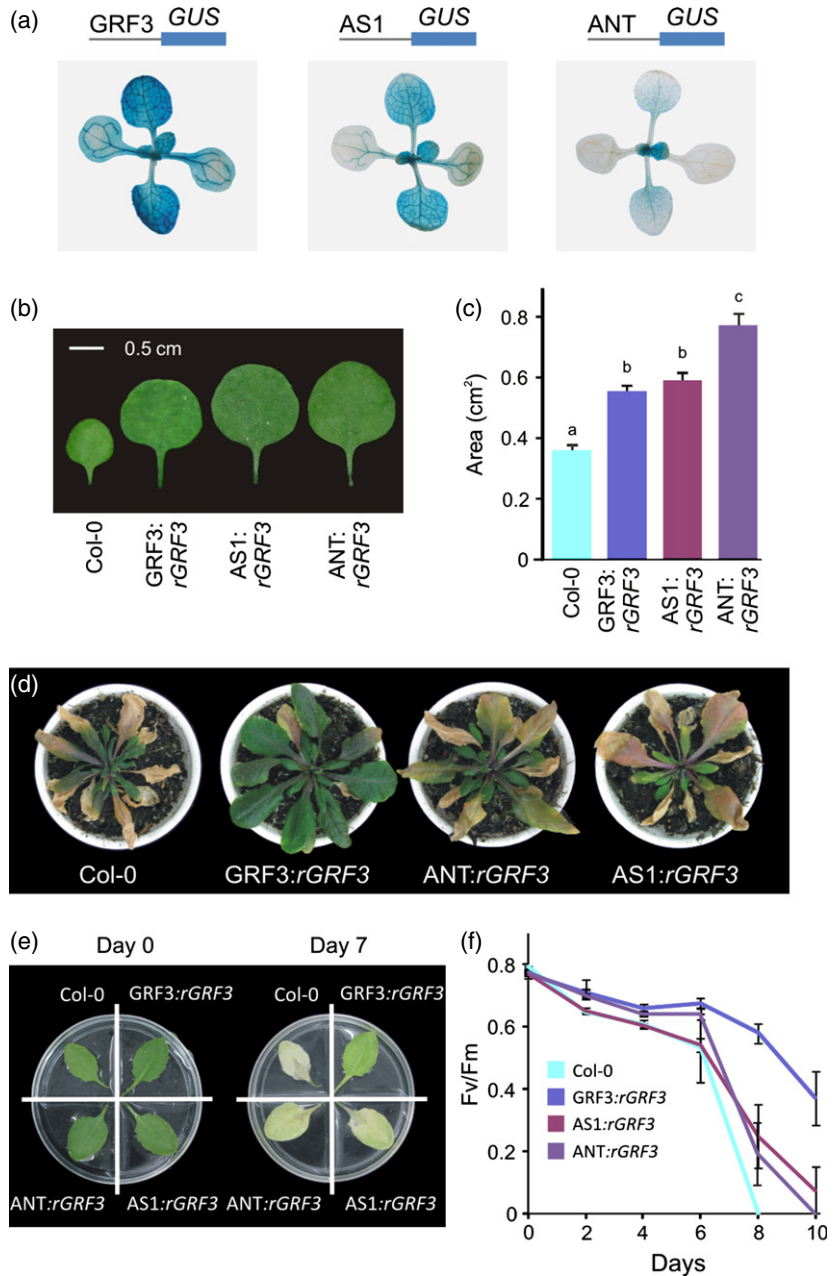 (a)
GRF3 GUS
AS1 GUS
ANT GUS
(b)
0.5 cm
Col-0
GRF3:
rGRF3
AS1:
rGRF3
ANT:
rGRF3
(c)
Area (cm²)
0.8
0.6
0.4
0.2
0
a
b
b
c
Col-0
GRF3:
rGRF3
AS1:
rGRF3
ANT:
rGRF3
(d)
Col-0
GRF3:rGRF3
ANT:rGRF3
AS1:rGRF3
(e)
Day 0
Day 7
Col-0
GRF3:rGRF3
Col-0
GRF3:rGRF3
ANT:rGRF3
AS1:rGRF3
ANT:rGRF3
AS1:rGRF3
(f)
Fv/Fm
0.8
0.6
0.4
0.2
0
Col-0
GRF3:rGRF3
AS1:rGRF3
ANT:rGRF3
0 2 4 6 8 10
Days